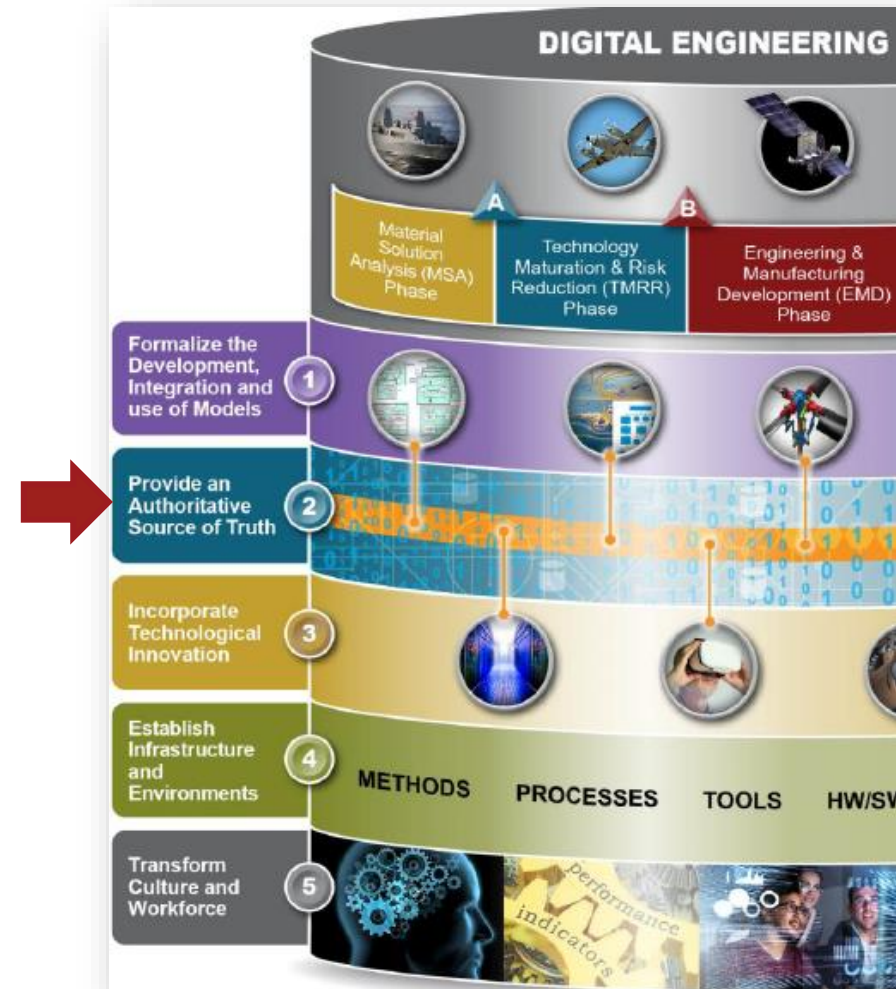 DIGITAL ENGINEERING
A
B
Material
Solution
Analysis (MSA)
Phase
Technology
Maturation & Risk
Reduction (TMRR)
Phase
Engineering &
Manufacturing
Development (EMD)
Phase
Formalize the
Development,
Integration and
use of Models
1
Provide an
Authoritative
Source of Truth
2
Incorporate
Technological
Innovation
3
Establish
Infrastructure
and
Environments
4
METHODS PROCESSES TOOLS HW/SW
Transform
Culture and
Workforce
5
performance
indicators